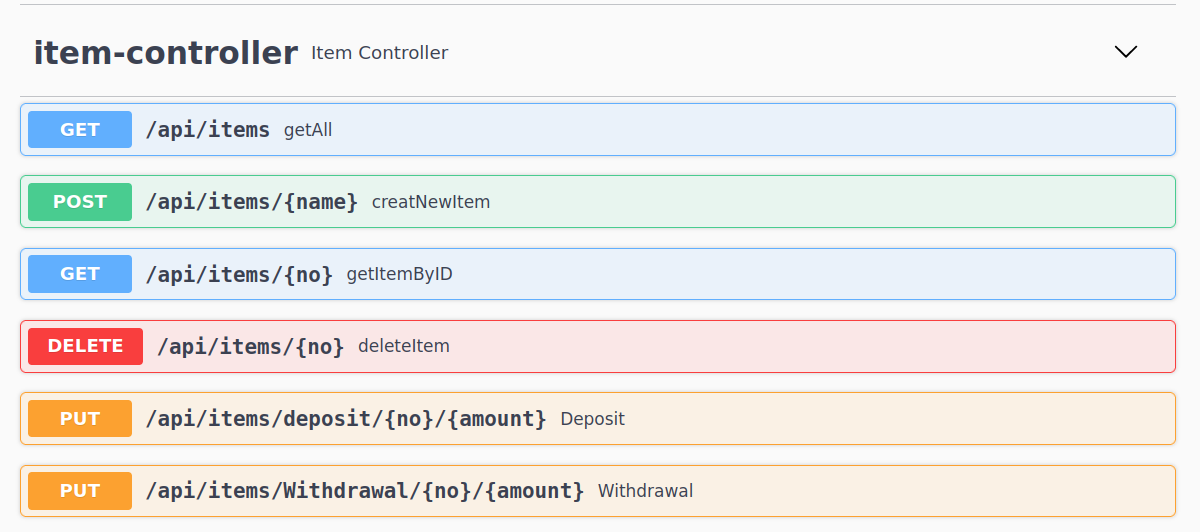 item-controller Item Controller
GET /api/items getAll
POST /api/items/{name} creatNewItem
GET /api/items/{no} getItemByID
DELETE /api/items/{no} deleteItem
PUT /api/items/deposit/{no}/{amount} Deposit
PUT /api/items/Withdrawal/{no}/{amount} Withdrawal